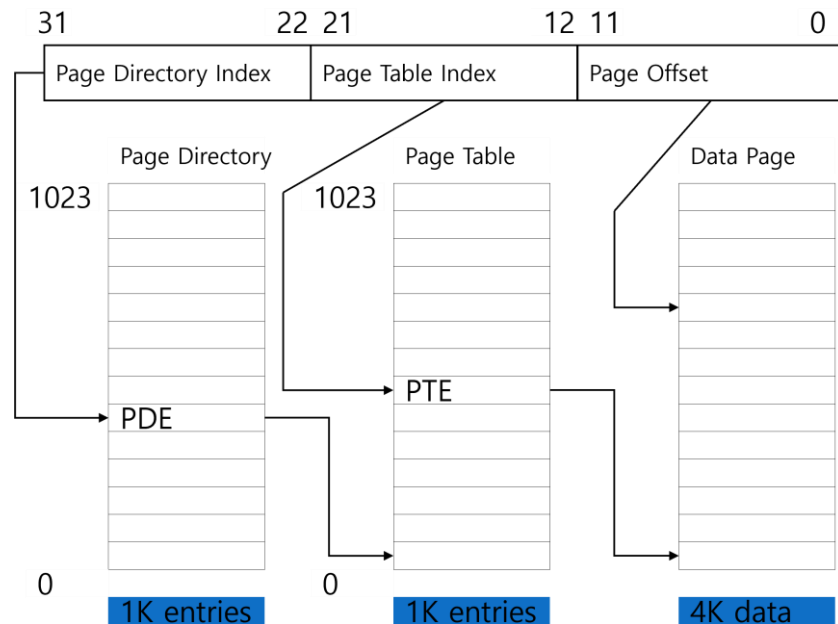 31 22 21 12 11 0
Page Directory Index Page Table Index Page Offset
Page Directory Page Table Data Page
1023 1023
PTE
PDE
0 0
1K entries 1K entries 4K data